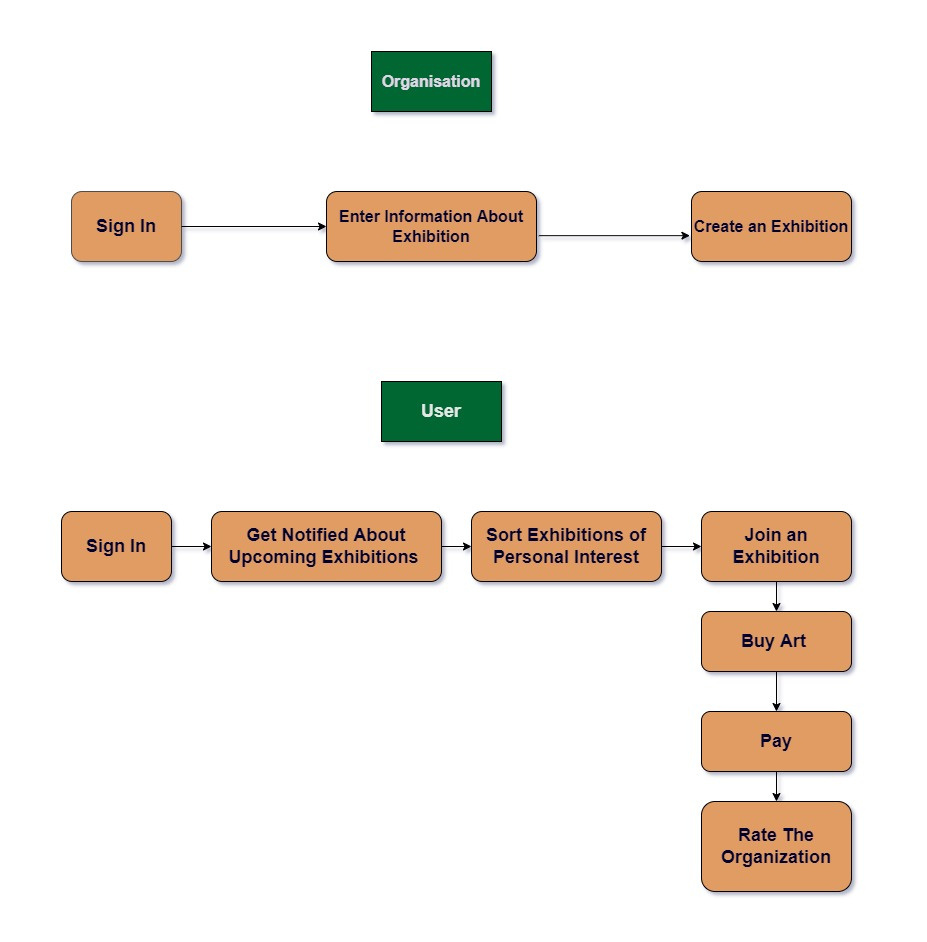 Organisation
Sign In
Enter Information About
Exhibition
Create an Exhibition
User
Sign In
Get Notified About
Upcoming Exhibitions
Sort Exhibitions of
Personal Interest
Join an
Exhibition
Buy Art
Pay
Rate The
Organization